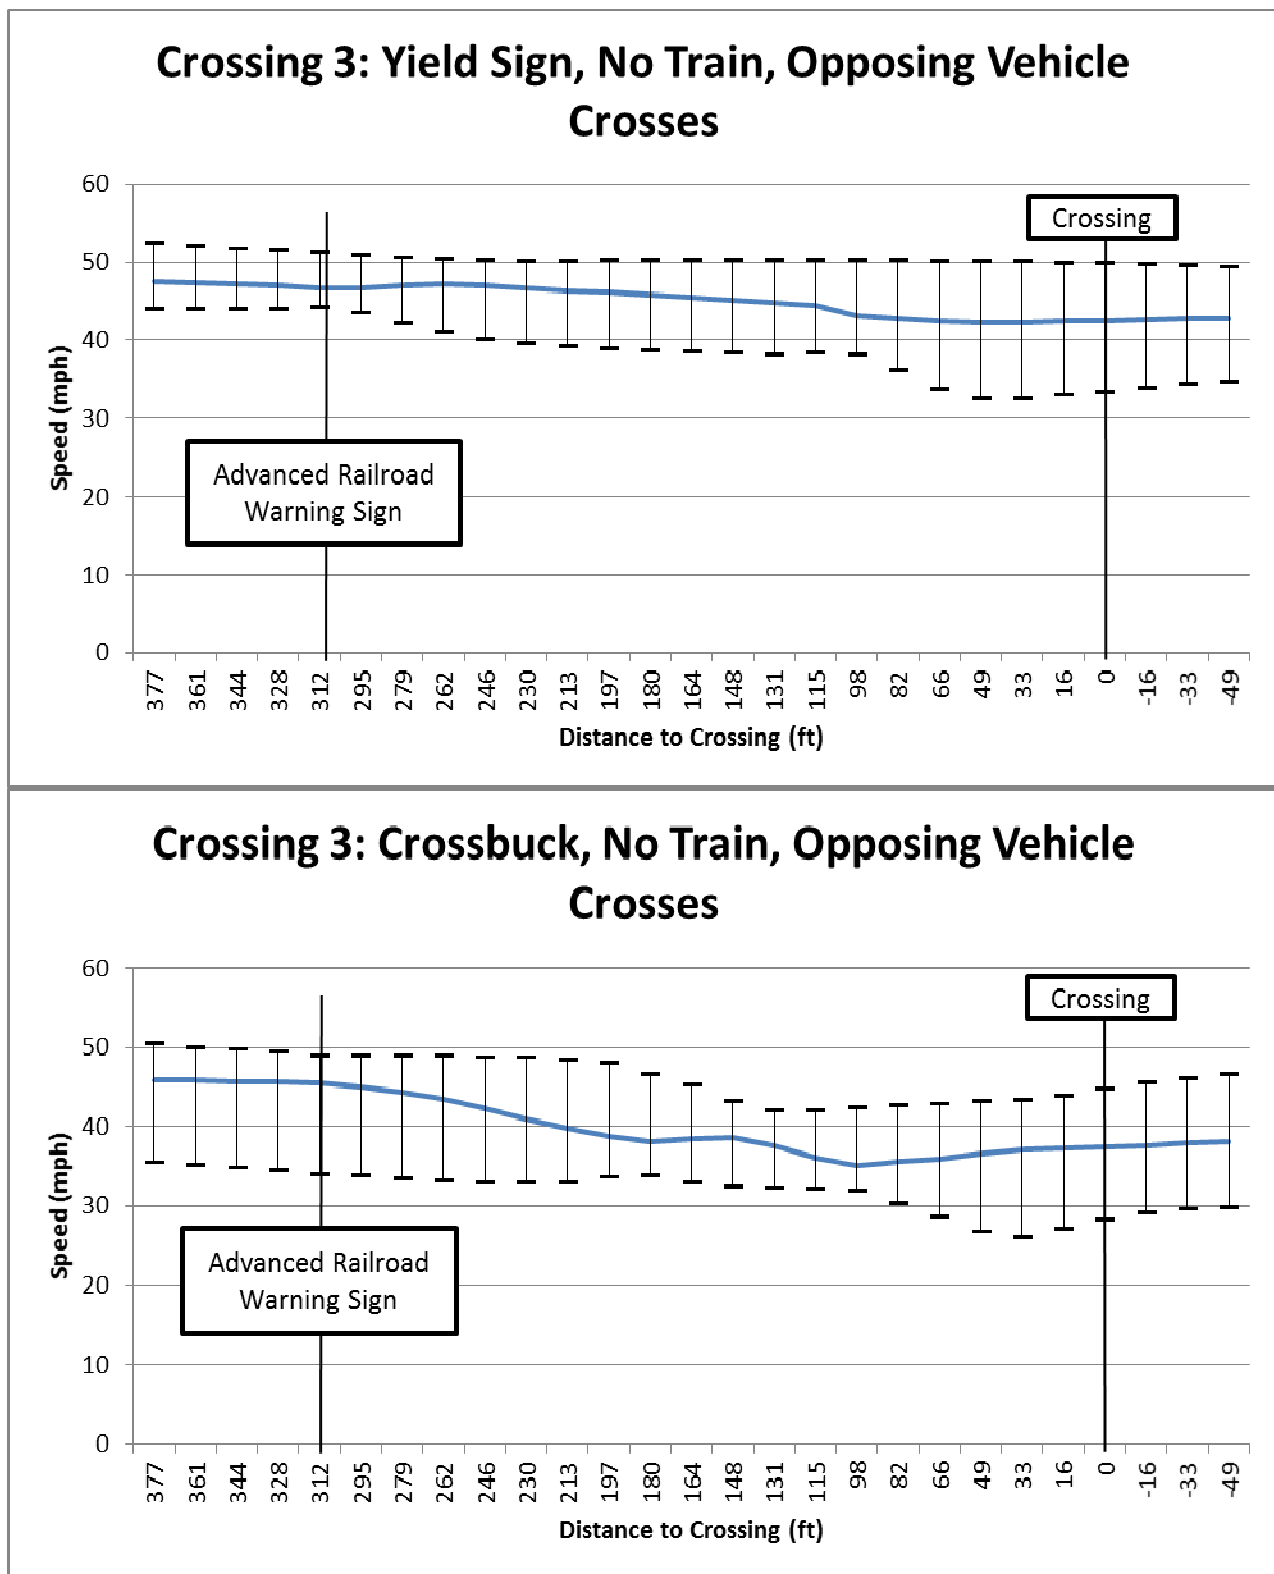 Crossing 3: Yield Sign, No Train, Opposing Vehicle
Crosses
60
50
40
30
20
10
0
Speed (mph)
Crossing
Advanced Railroad
Warning Sign
377 361 344 328 312 295 279 262 246 230 213 197 180 164 148 131 115 98 82 66 49 33 16 0 -16 -33 -49
Distance to Crossing (ft)
Crossing 3: Crossbuck, No Train, Opposing Vehicle
Crosses
60
50
40
30
20
10
0
Speed (mph)
Crossing
Advanced Railroad
Warning Sign
377 361 344 328 312 295 279 262 246 230 213 197 180 164 148 131 115 98 82 66 49 33 16 0 -16 -33 -49
Distance to Crossing (ft)